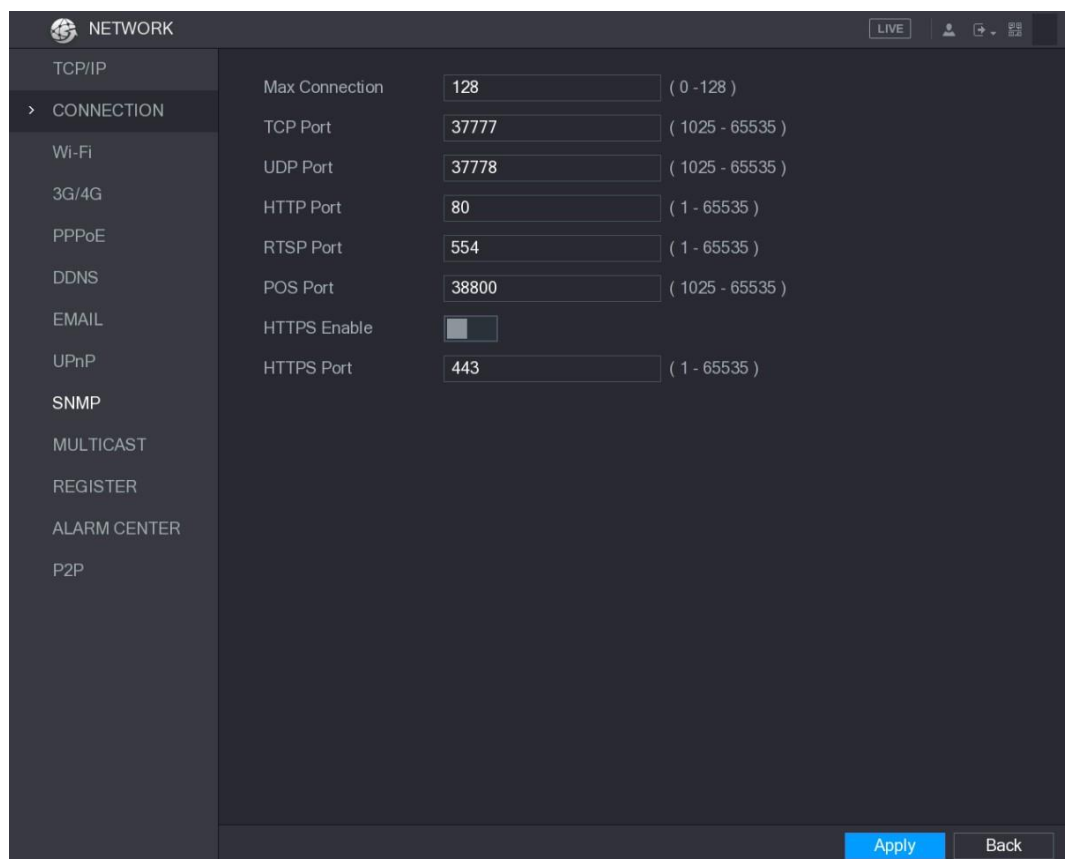 NETWORK
LIVE
TCP/IP
CONNECTION
Wi-Fi
3G/4G
PPPoE
DDNS
EMAIL
UPnP
SNMP
MULTICAST
REGISTER
ALARM CENTER
P2P
Max Connection 128 ( 0 -128 )
TCP Port 37777 ( 1025 - 65535 )
UDP Port 37778 ( 1025 - 65535 )
HTTP Port 80 ( 1 - 65535 )
RTSP Port 554 ( 1 - 65535 )
POS Port 38800 ( 1025 - 65535 )
HTTPS Enable
HTTPS Port 443 ( 1 - 65535 )
Apply Back